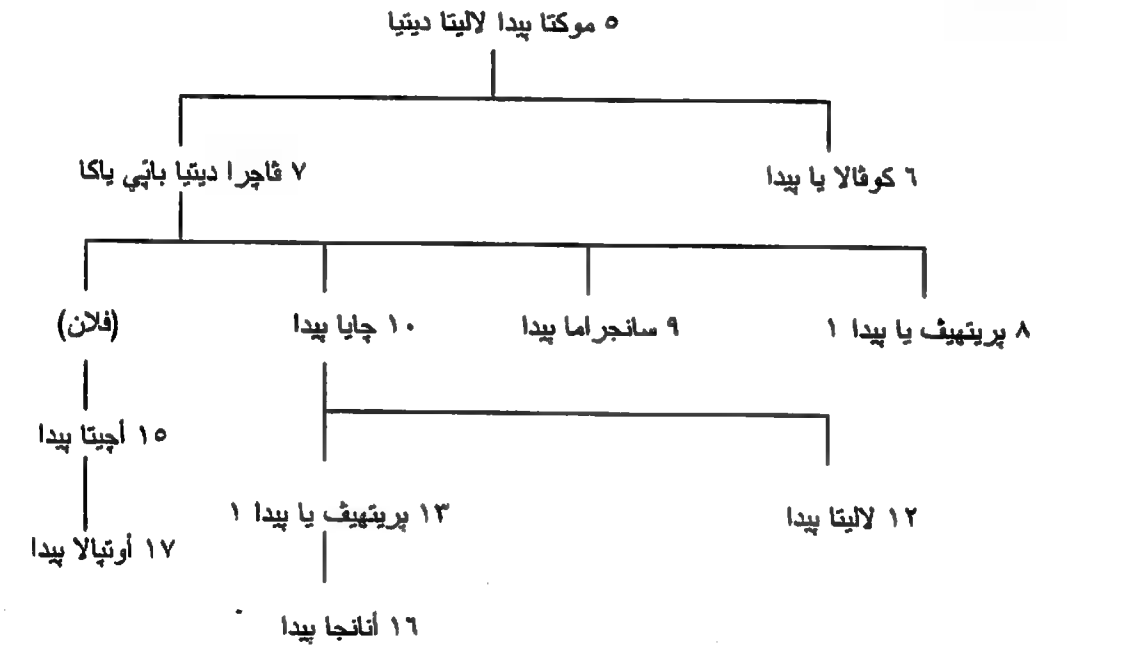 ٥ موكتا پيدا لاليتا ديتيا
٦ كوڤالا يا پيدا
٧ ڤاچرا ديتيا باتپي ياكا
٨ پريتهيڤ يا پيدا ١
٩ سانجراما پيدا
١٠ چايا پيدا
(فلان)
١٥ أچيتا پيدا
١٢ لاليتا پيدا
١٣ پريتهيڤ يا پيدا ١
١٧ أوتپالا پيدا
١٦ أنانجا پيدا